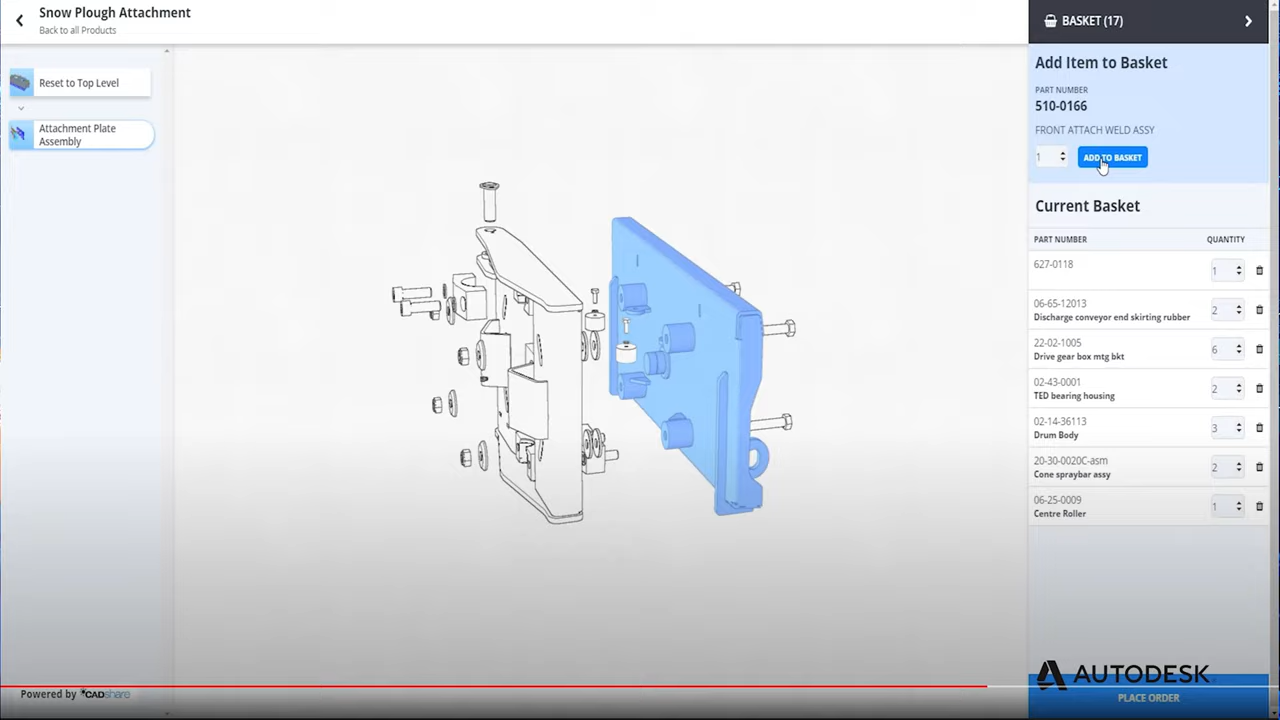 Snow Plough Attachment
Back to all Products
Reset to Top Level
Attachment Plate
Assembly
Powered by CADshare
BASKET (17)
Add Item to Basket
PART NUMBER
510-0166
FRONT ATTACH WELD ASSY
1 ADD TO BASKET
Current Basket
PART NUMBER QUANTITY
627-0118 1
06-65-12013
Discharge conveyor end skirting rubber 2
22-02-1005
Drive gear box mtg bkt 6
02-43-0001
TED bearing housing 2
02-14-36113
Drum Body 3
20-30-0020C-asm
Cone spraybar assy 2
06-25-0009
Centre Roller 1
AUTODESK
PLACE ORDER